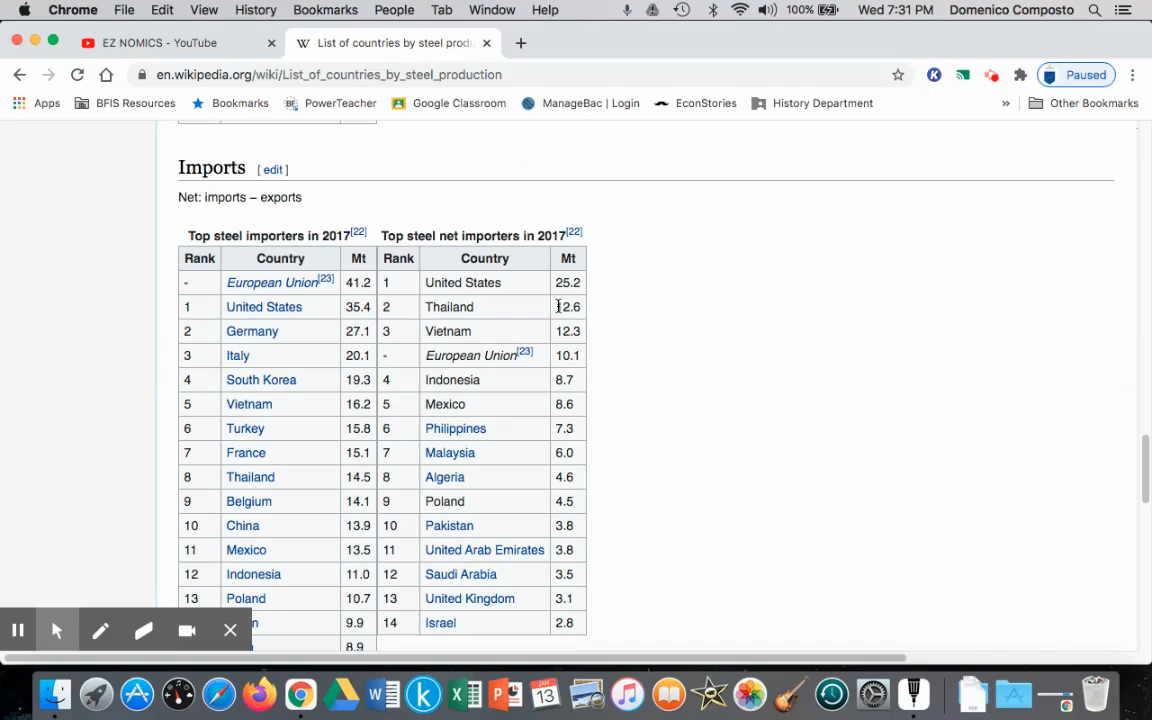 Chrome File Edit View History Bookmarks People Tab Window Help 100% Wed 7:31 PM Domenico Composto
EZ NOMICS - YouTube
W List of countries by steel produ
en.wikipedia.org/wiki/List_of_countries_by_steel_production Paused
Apps BFIS Resources Bookmarks PowerTeacher Google Classroom ManageBac | Login EconStories History Department » Other Bookmarks
Imports [ edit ]
Net: imports – exports
Top steel importers in 2017[22] Top steel net importers in 2017[22]
Rank Country Mt Rank Country Mt
- European Union[23] 41.2 1 United States 25.2
1 United States 35.4 2 Thailand 12.6
2 Germany 27.1 3 Vietnam 12.3
3 Italy 20.1 - European Union[23] 10.1
4 South Korea 19.3 4 Indonesia 8.7
5 Vietnam 16.2 5 Mexico 8.6
6 Turkey 15.8 6 Philippines 7.3
7 France 15.1 7 Malaysia 6.0
8 Thailand 14.5 8 Algeria 4.6
9 Belgium 14.1 9 Poland 4.5
10 China 13.9 10 Pakistan 3.8
11 Mexico 13.5 11 United Arab Emirates 3.8
12 Indonesia 11.0 12 Saudi Arabia 3.5
13 Poland 10.7 13 United Kingdom 3.1
n 9.9 14 Israel 2.8
8.9
JAN
13